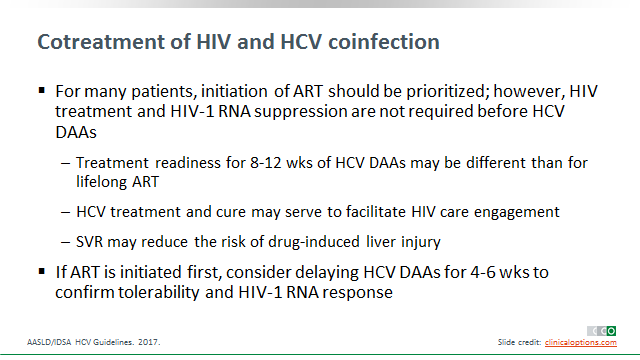 Cotreatment of HIV and HCV coinfection
▪ For many patients, initiation of ART should be prioritized; however, HIV
treatment and HIV-1 RNA suppression are not required before HCV
DAAs
– Treatment readiness for 8-12 wks of HCV DAAs may be different than for
lifelong ART
– HCV treatment and cure may serve to facilitate HIV care engagement
– SVR may reduce the risk of drug-induced liver injury
▪ If ART is initiated first, consider delaying HCV DAAs for 4-6 wks to
confirm tolerability and HIV-1 RNA response
CCO
AASLD/IDSA HCV Guidelines. 2017.
Slide credit: clinicaloptions.com